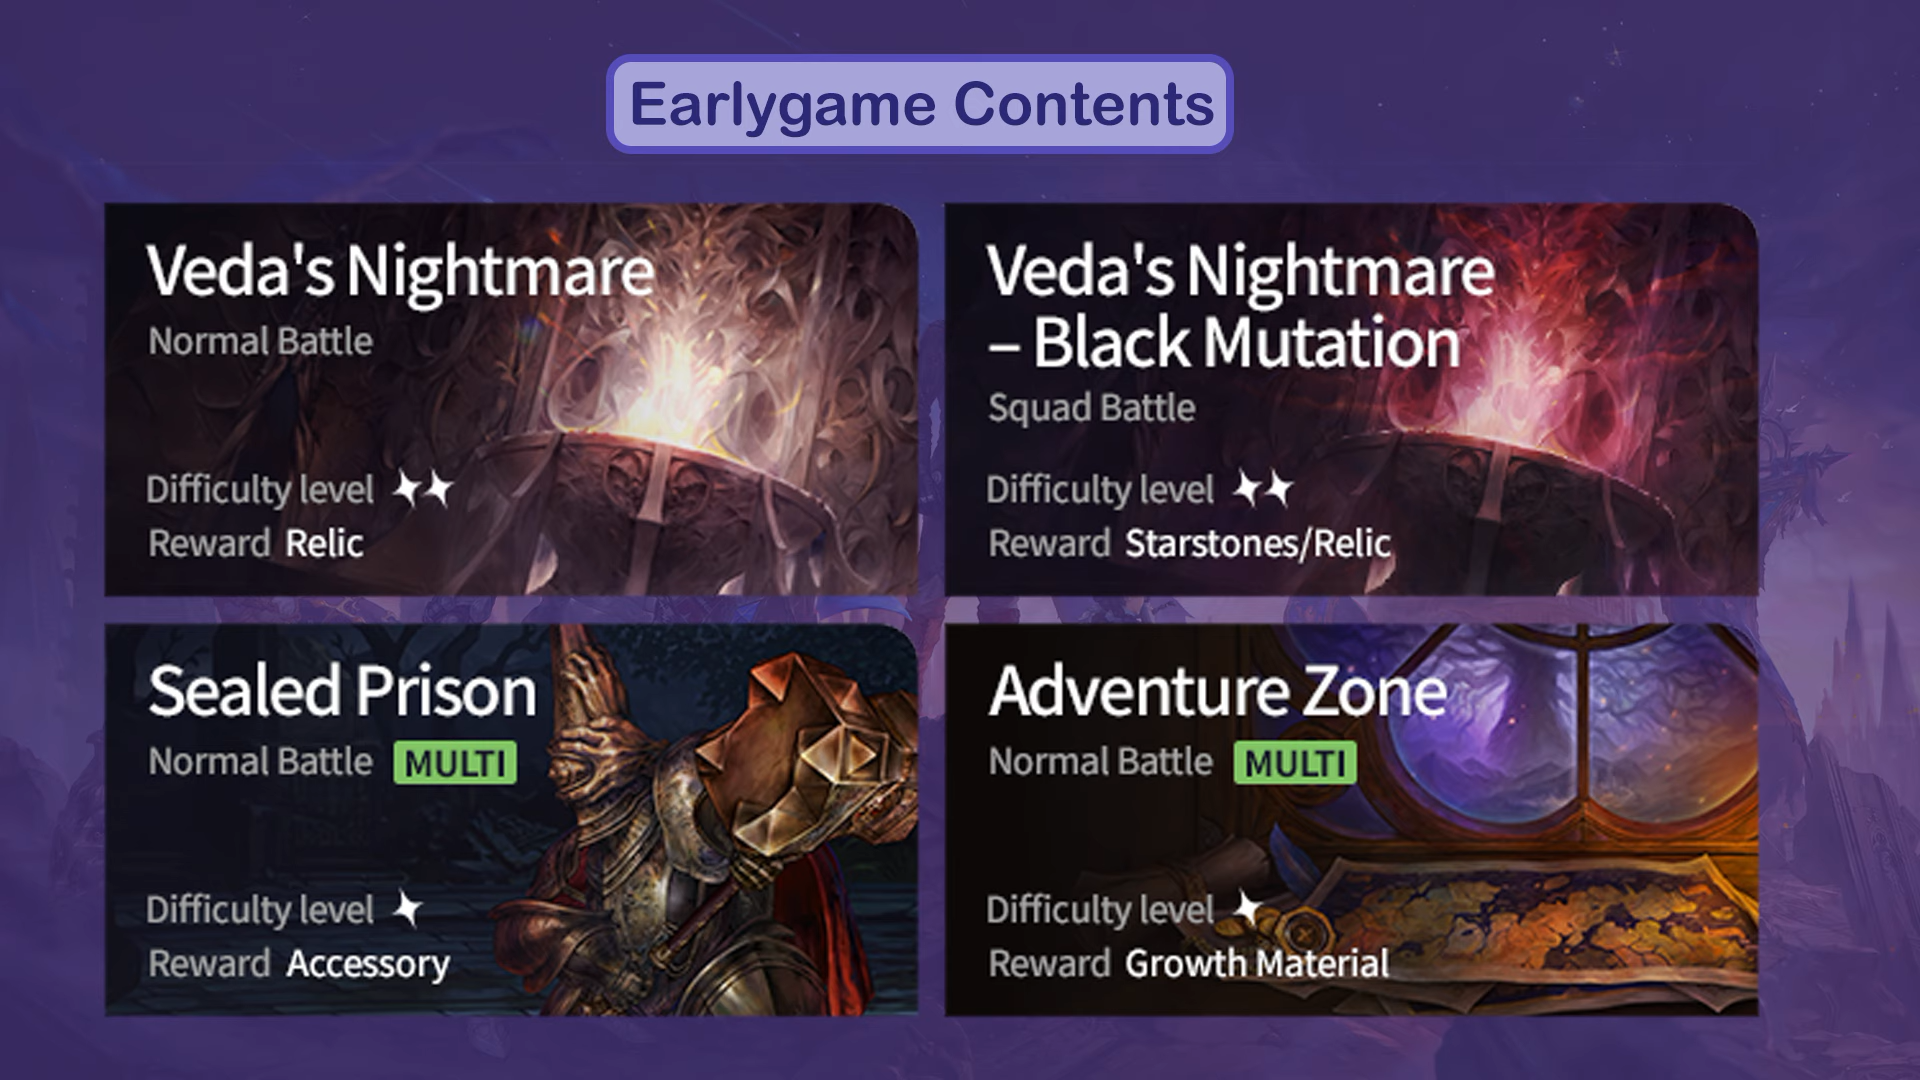 Earlygame Contents
Veda's Nightmare
Normal Battle
Difficulty level
Reward Relic
Veda's Nightmare
– Black Mutation
Squad Battle
Difficulty level
Reward Starstones/Relic
Sealed Prison
Normal Battle MULTI
Difficulty level
Reward Accessory
Adventure Zone
Normal Battle MULTI
Difficulty level
Reward Growth Material